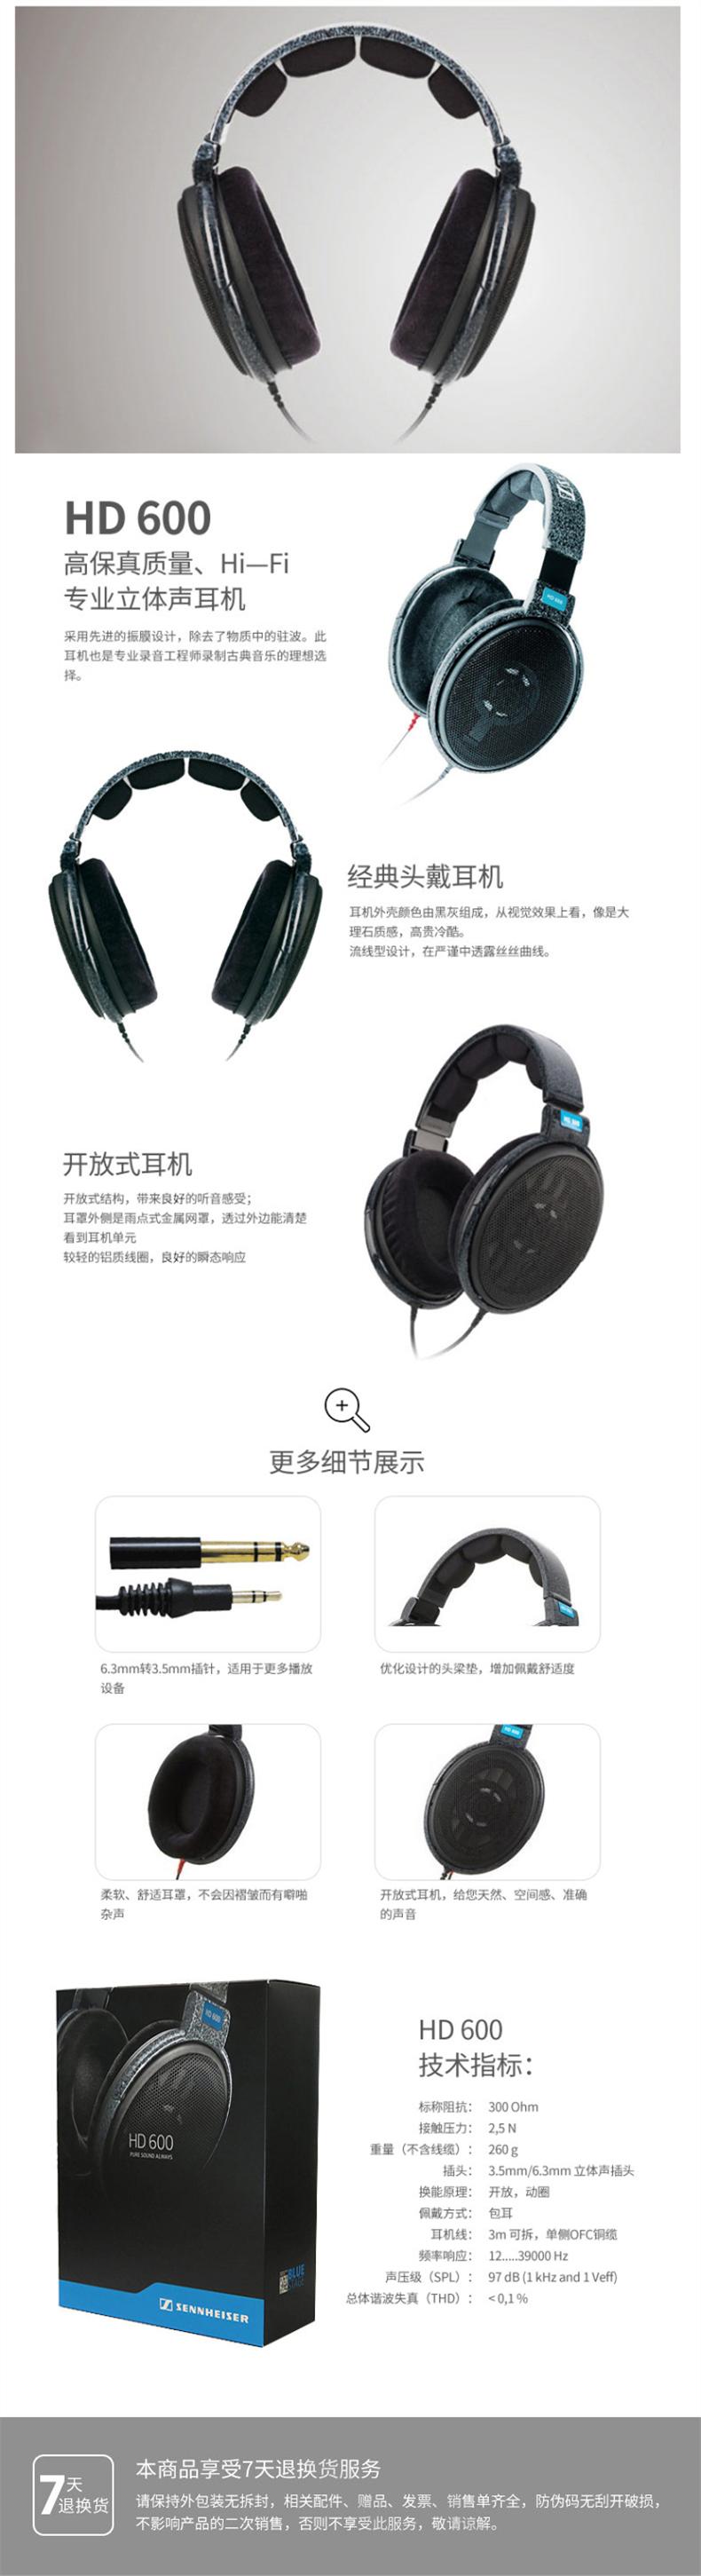 HD 600
高保真质量、Hi—Fi
专业立体声耳机
采用先进的振膜设计，除去了物质中的驻波。此
耳机也是专业录音工程师录制古典音乐的理想选
择。
HD 600
经典头戴耳机
耳机外壳颜色由黑灰组成，从视觉效果上看，像是大
理石质感，高贵冷酷。
流线型设计，在严谨中透露丝丝曲线。
开放式耳机
开放式结构，带来良好的听音感受；
耳罩外侧是雨点式金属网罩，透过外边能清楚
看到耳机单元
较轻的铝质线圈，良好的瞬态响应
更多细节展示
6.3mm转3.5mm插针，适用于更多播放
设备
优化设计的头梁垫，增加佩戴舒适度
柔软、舒适耳罩，不会因褶皱而有噼啪
杂声
开放式耳机，给您天然、空间感、准确
的声音
HD 600
HD 600
PURE SOUND ALWAYS
BLUE
SENNHEISER
HD 600
技术指标：
标称阻抗： 300 Ohm
接触压力： 2,5 N
重量（不含线缆）： 260 g
插头： 3.5mm/6.3mm 立体声插头
换能原理： 开放，动圈
佩戴方式： 包耳
耳机线： 3m 可拆，单侧OFC铜缆
频率响应： 12.....39000 Hz
声压级（SPL）： 97 dB (1 kHz and 1 Veff)
总体谐波失真（THD）： < 0,1 %
7天
退换货
本商品享受7天退换货服务
请保持外包装无拆封，相关配件、赠品、发票、销售单齐全，防伪码无刮开破损，
不影响产品的二次销售，否则不享受此服务，敬请谅解。